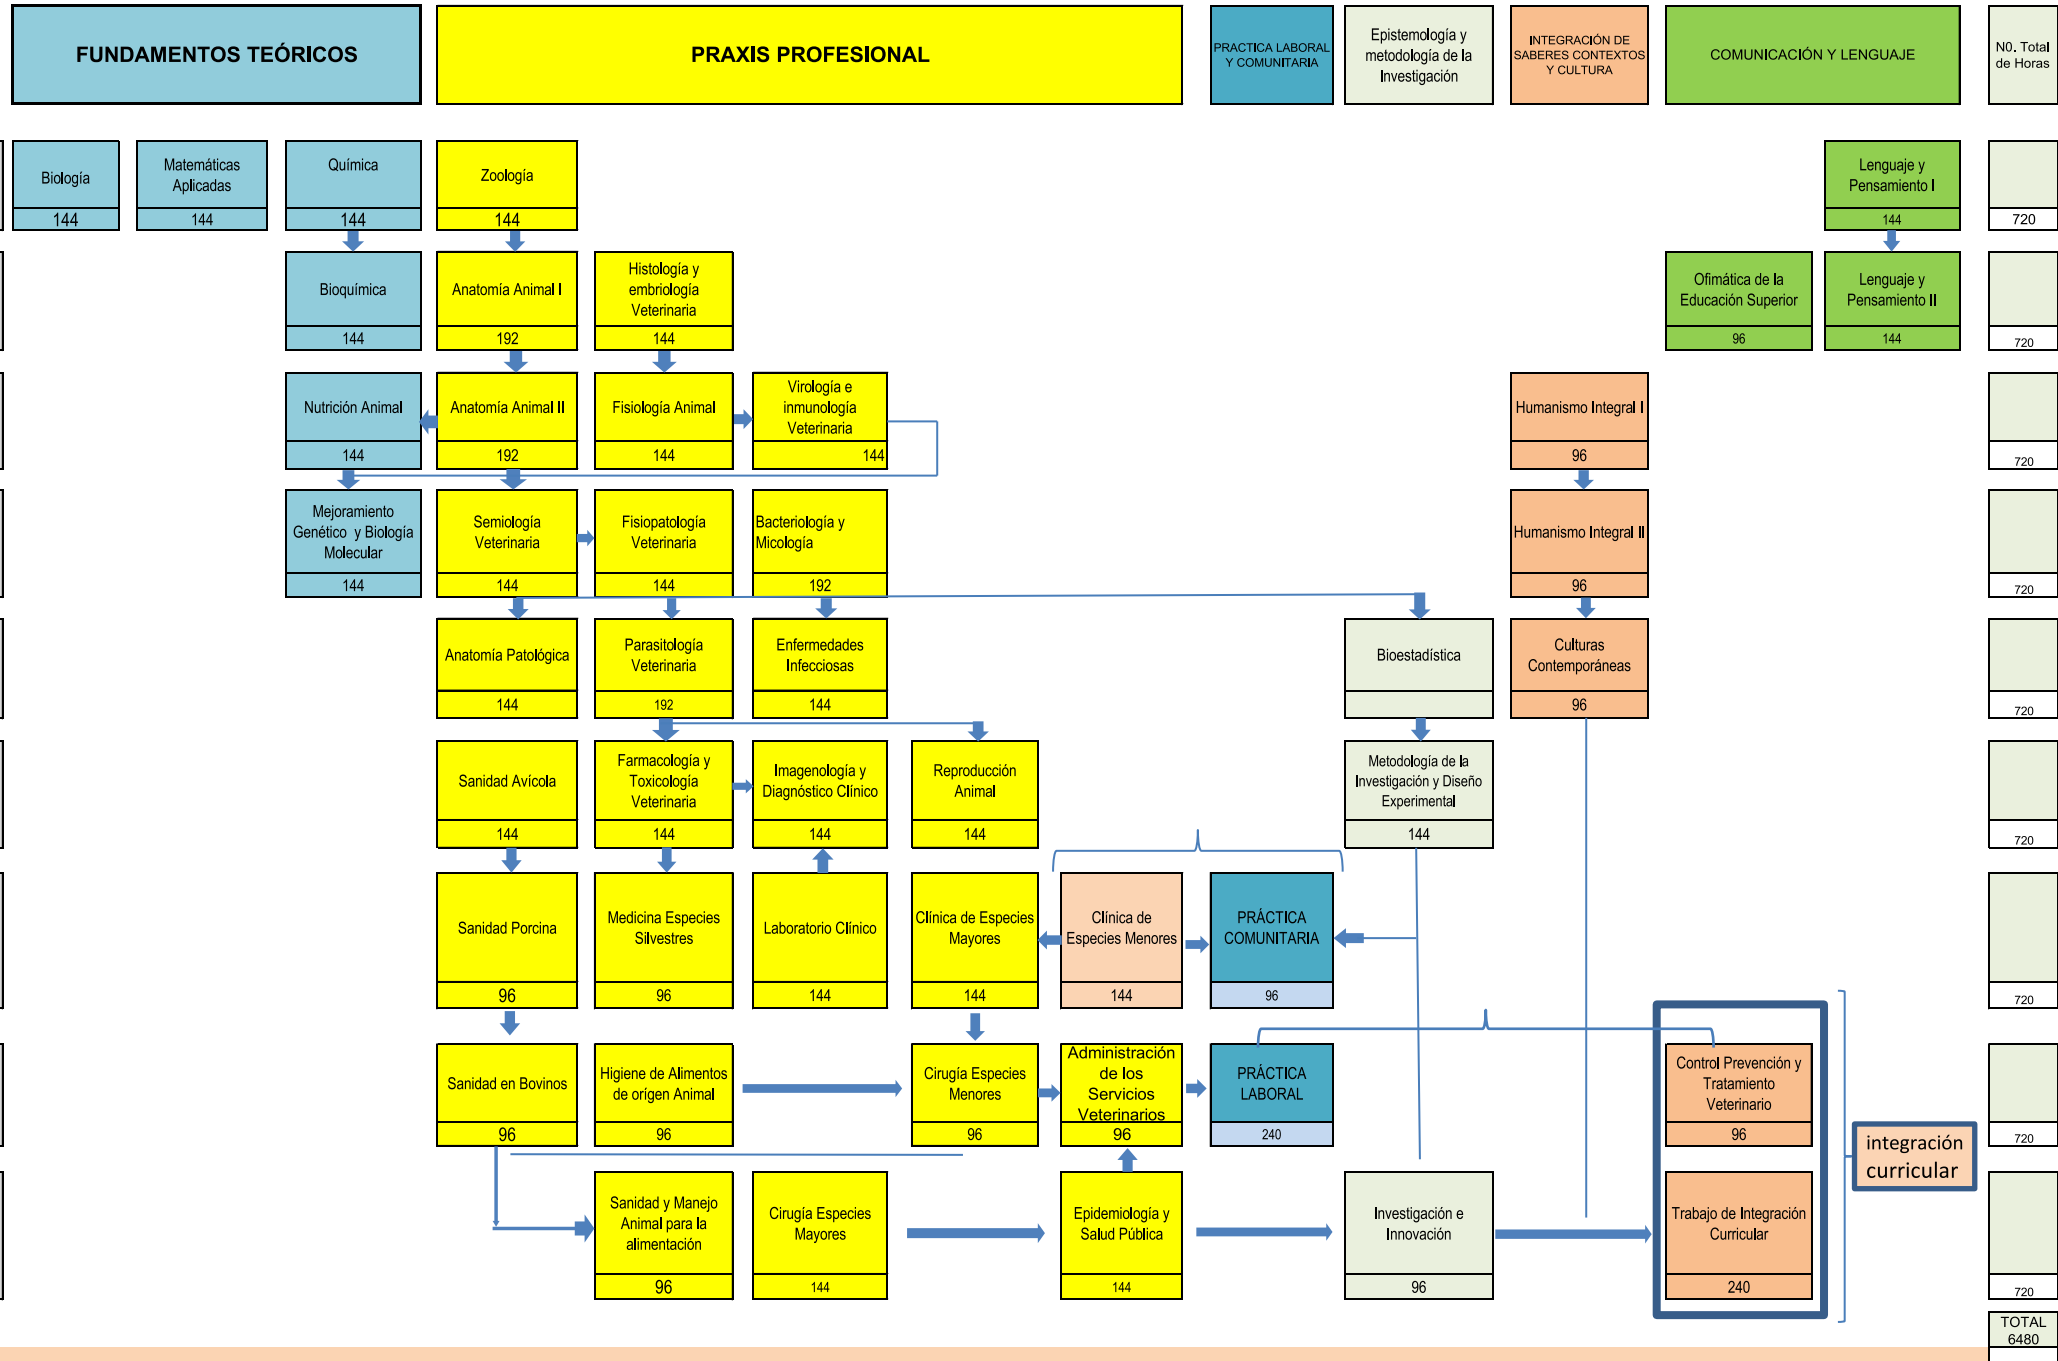 FUNDAMENTOS TEÓRICOS
PRAXIS PROFESIONAL
PRACTICA LABORAL
Y COMUNITARIA
Epistemología y
metodología de la
Investigación
INTEGRACIÓN DE
SABERES CONTEXTOS
Y CULTURA
COMUNICACIÓN Y LENGUAJE
N0. Total
de Horas
Biología
144
Matemáticas
Aplicadas
144
Química
144
Zoología
144
Lenguaje y
Pensamiento I
144
720
Bioquímica
144
Anatomía Animal I
192
Histología y
embriología
Veterinaria
144
Ofimática de la
Educación Superior
96
Lenguaje y
Pensamiento II
144
720
Nutrición Animal
144
Anatomía Animal II
192
Fisiología Animal
144
Virología e
inmunología
Veterinaria
144
Humanismo Integral I
96
720
Mejoramiento
Genético y Biología
Molecular
144
Semiología
Veterinaria
144
Fisiopatología
Veterinaria
144
Bacteriología y
Micología
192
Humanismo Integral II
96
720
Anatomía Patológica
144
Parasitología
Veterinaria
192
Enfermedades
Infecciosas
144
Bioestadística
Culturas
Contemporáneas
96
720
Sanidad Avícola
144
Farmacología y
Toxicología
Veterinaria
144
Imagenología y
Diagnóstico Clínico
144
Reproducción
Animal
144
Metodología de la
Investigación y Diseño
Experimental
144
720
Sanidad Porcina
96
Medicina Especies
Silvestres
96
Laboratorio Clínico
144
Clínica de Especies
Mayores
144
Clínica de
Especies Menores
144
PRÁCTICA
COMUNITARIA
96
720
Sanidad en Bovinos
96
Higiene de Alimentos
de orígen Animal
96
Cirugía Especies
Menores
96
Administración
de los
Servicios
Veterinarios
96
PRÁCTICA
LABORAL
240
Control Prevención y
Tratamiento
Veterinario
96
720
integración
curricular
Sanidad y Manejo
Animal para la
alimentación
96
Cirugía Especies
Mayores
144
Epidemiología y
Salud Pública
144
Investigación e
Innovación
96
Trabajo de Integración
Curricular
240
720
TOTAL
6480